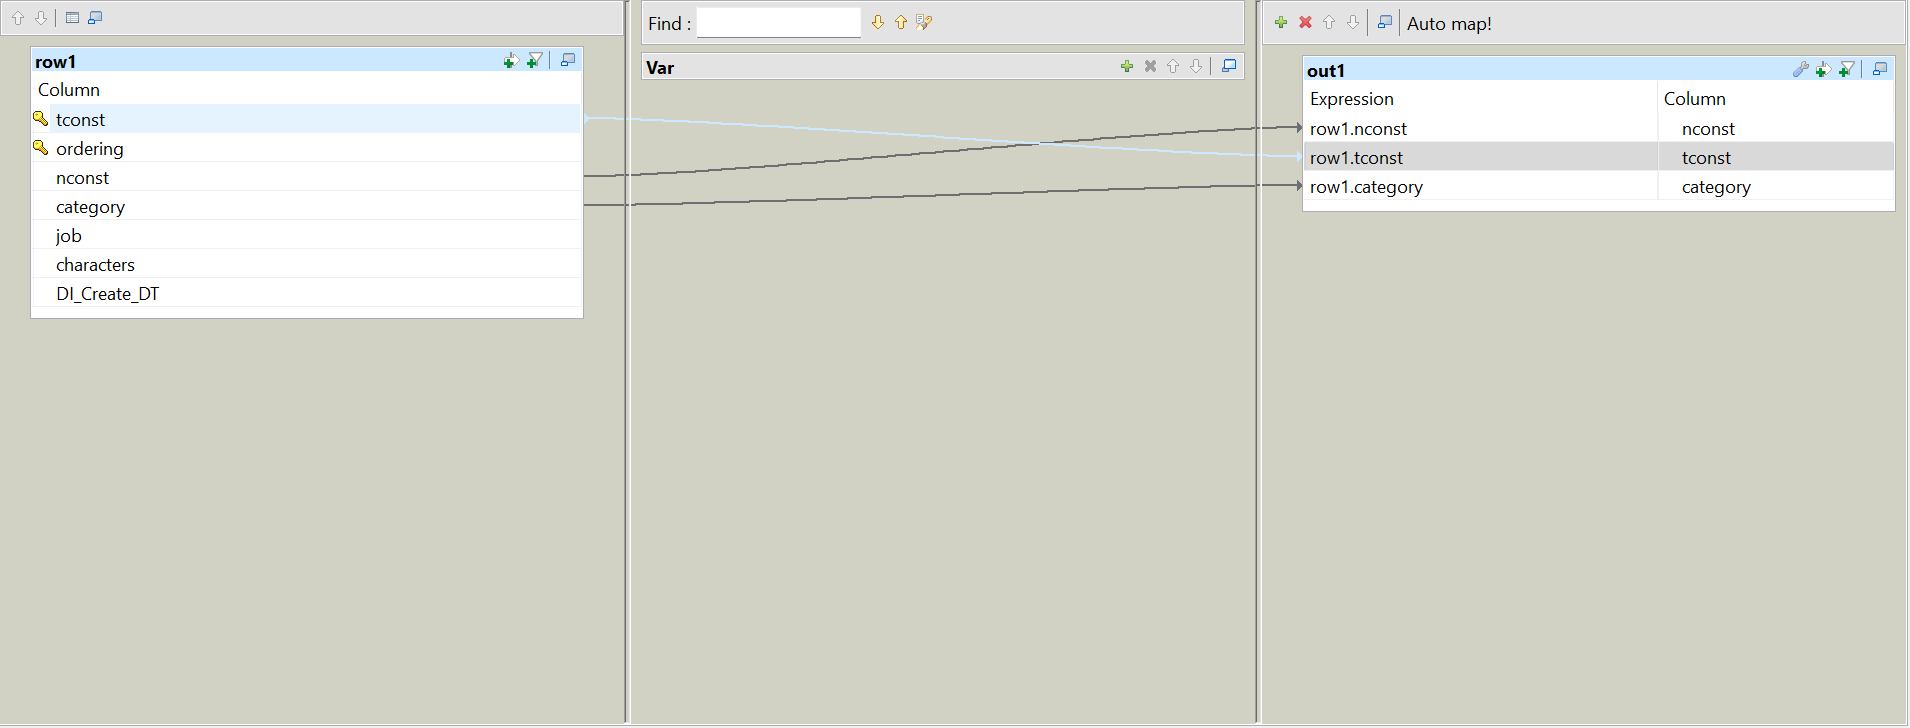 Find :
Auto map!
row1
Column
tconst
ordering
nconst
category
job
characters
DI_Create_DT
Var
out1
Expression Column
row1.nconst nconst
row1.tconst tconst
row1.category category